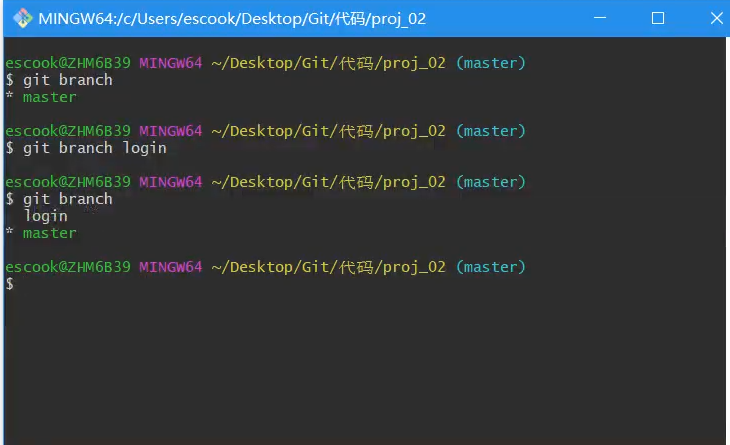 MINGW64:/c/Users/escook/Desktop/Git/代码/proj_02
escook@ZHM6B39 MINGW64 ~/Desktop/Git/代码/proj_02 (master)
$ git branch
* master
escook@ZHM6B39 MINGW64 ~/Desktop/Git/代码/proj_02 (master)
$ git branch login
escook@ZHM6B39 MINGW64 ~/Desktop/Git/代码/proj_02 (master)
$ git branch
  login
* master
escook@ZHM6B39 MINGW64 ~/Desktop/Git/代码/proj_02 (master)
$